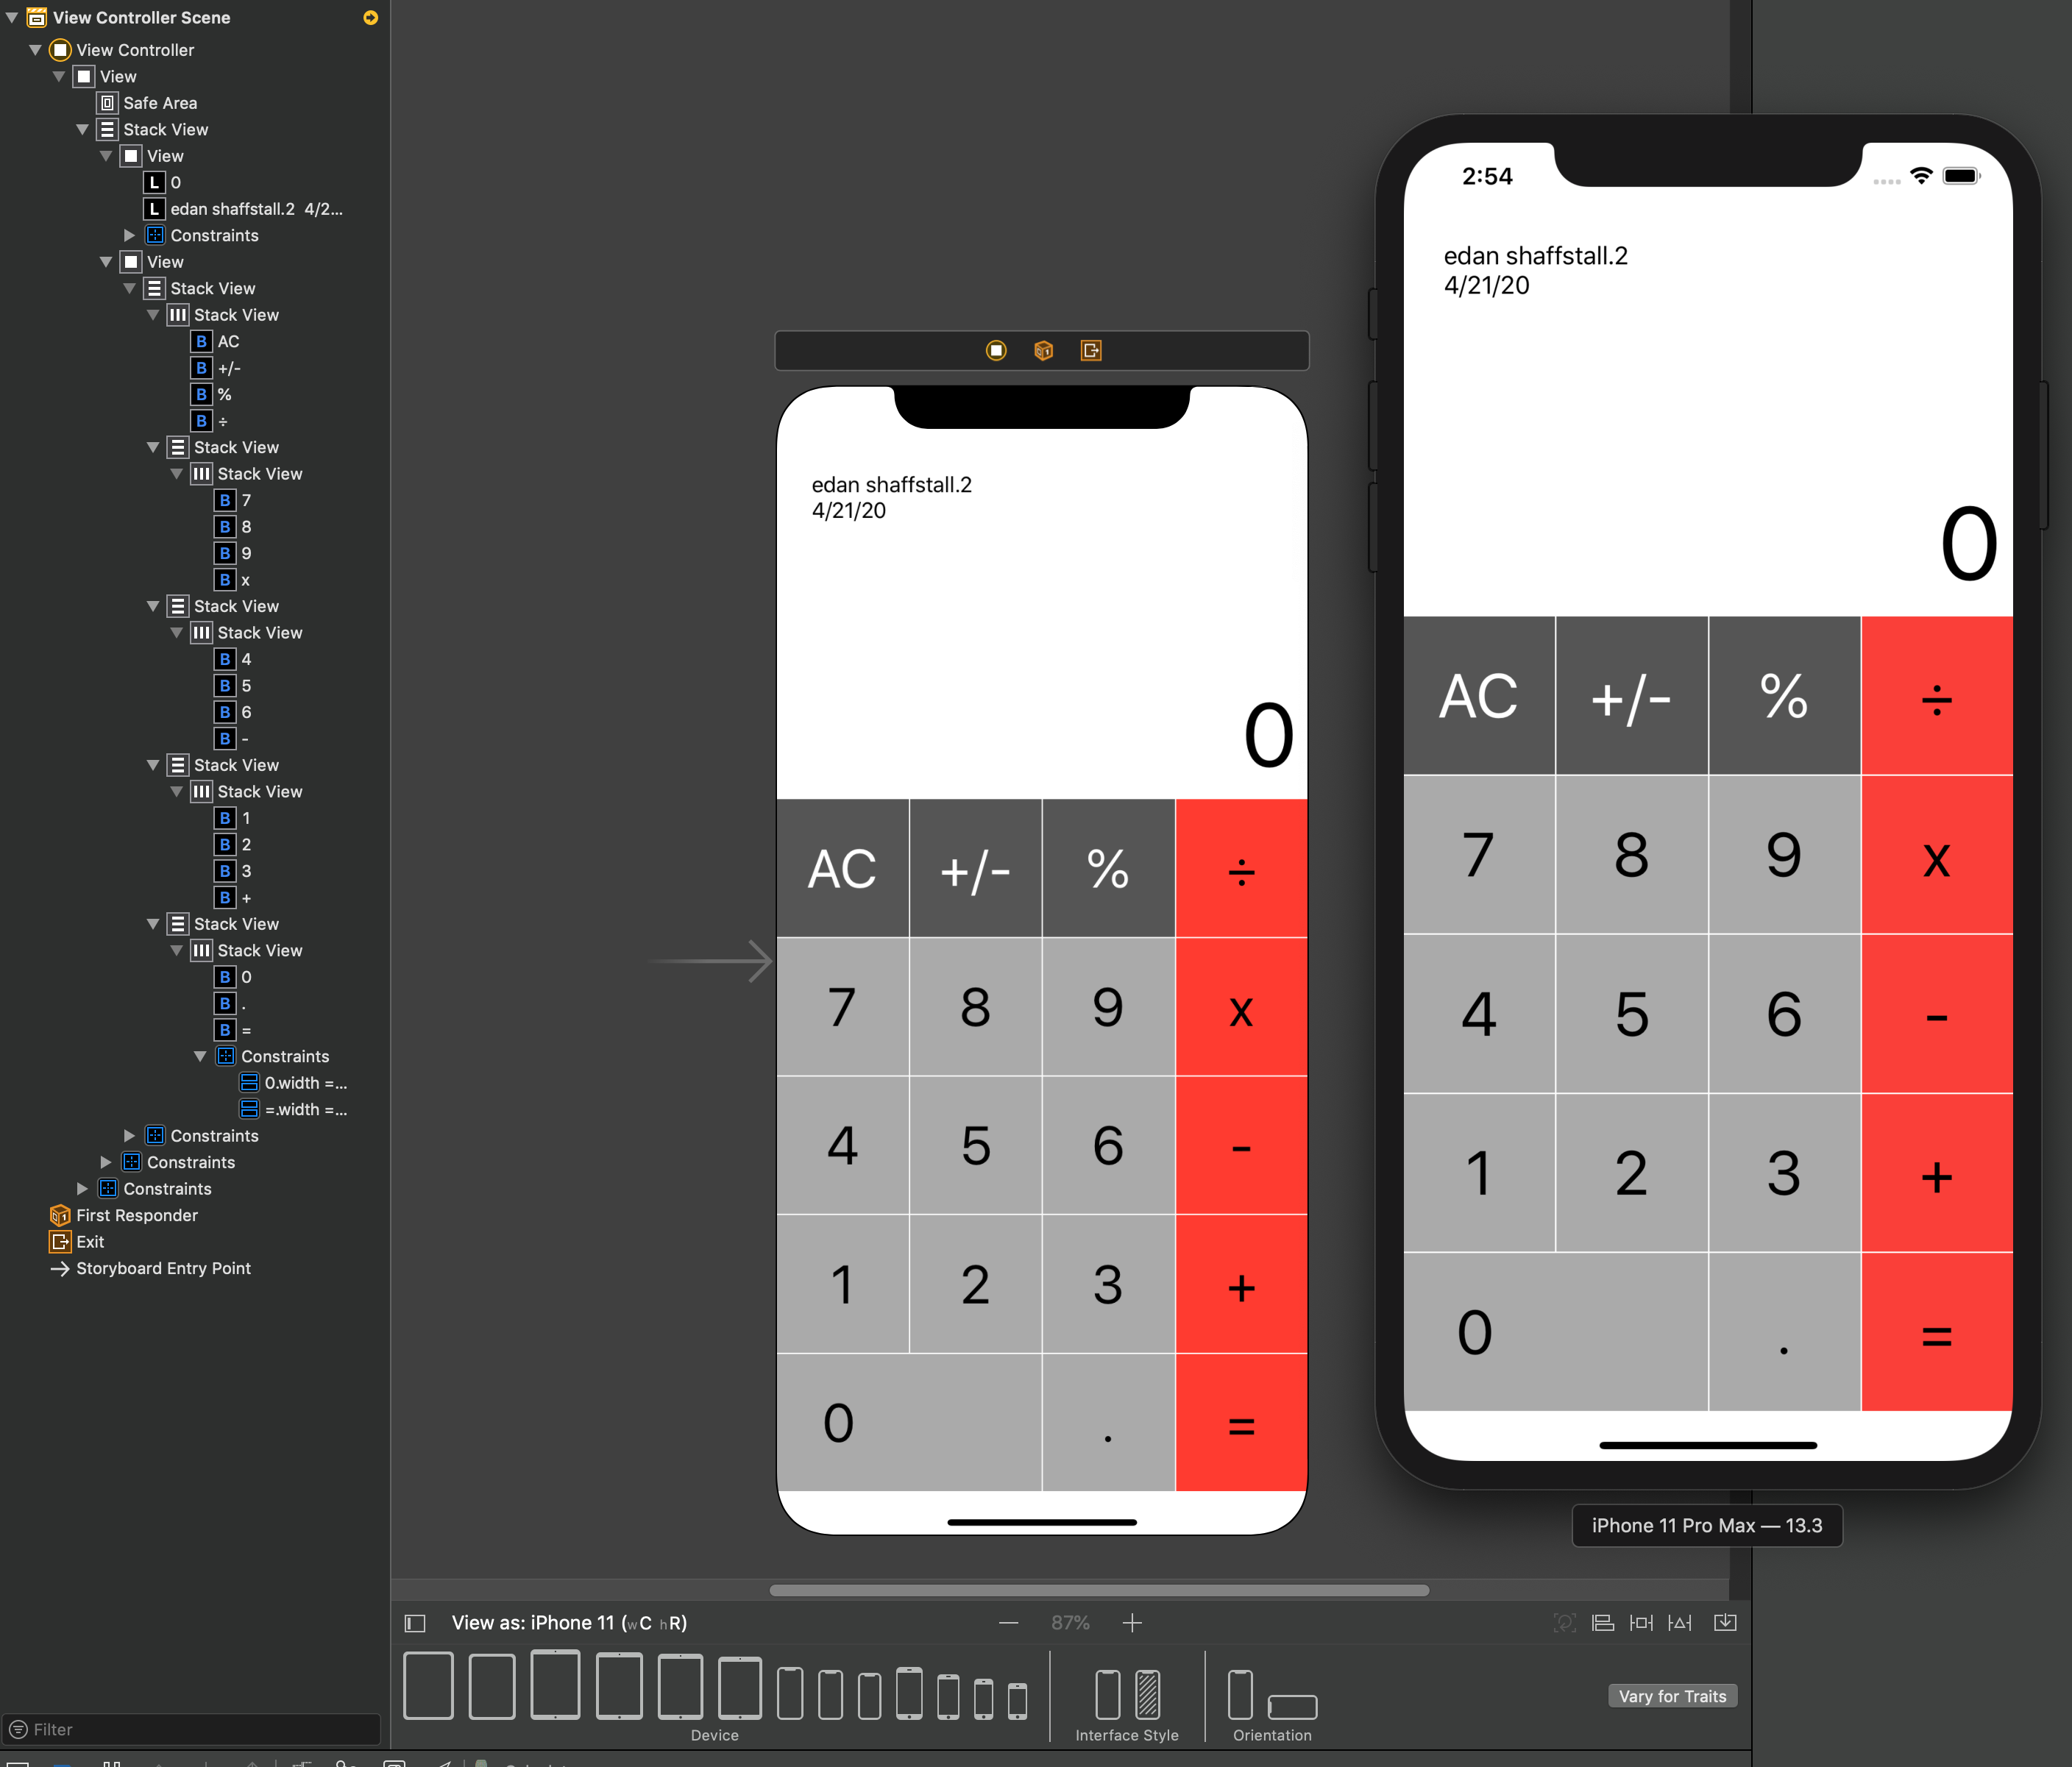 View Controller Scene
View Controller
View
Safe Area
Stack View
View
L 0
L edan shaffstall.2 4/2...
Constraints
View
Stack View
Stack View
B AC
B +/-
B %
B ÷
Stack View
Stack View
B 7
B 8
B 9
B x
Stack View
Stack View
B 4
B 5
B 6
B -
Stack View
Stack View
B 1
B 2
B 3
B +
Stack View
Stack View
B 0
B .
B =
Constraints
0.width =...
=.width =...
Constraints
Constraints
Constraints
First Responder
Exit
Storyboard Entry Point
Filter
edan shaffstall.2
4/21/20
0
AC +/- % ÷
7 8 9 x
4 5 6 -
1 2 3 +
0 . =
2:54
edan shaffstall.2
4/21/20
0
AC +/- % ÷
7 8 9 x
4 5 6 -
1 2 3 +
0 . =
iPhone 11 Pro Max — 13.3
View as: iPhone 11 (wC hR)
87%
Device
Interface Style
Orientation
Vary for Traits